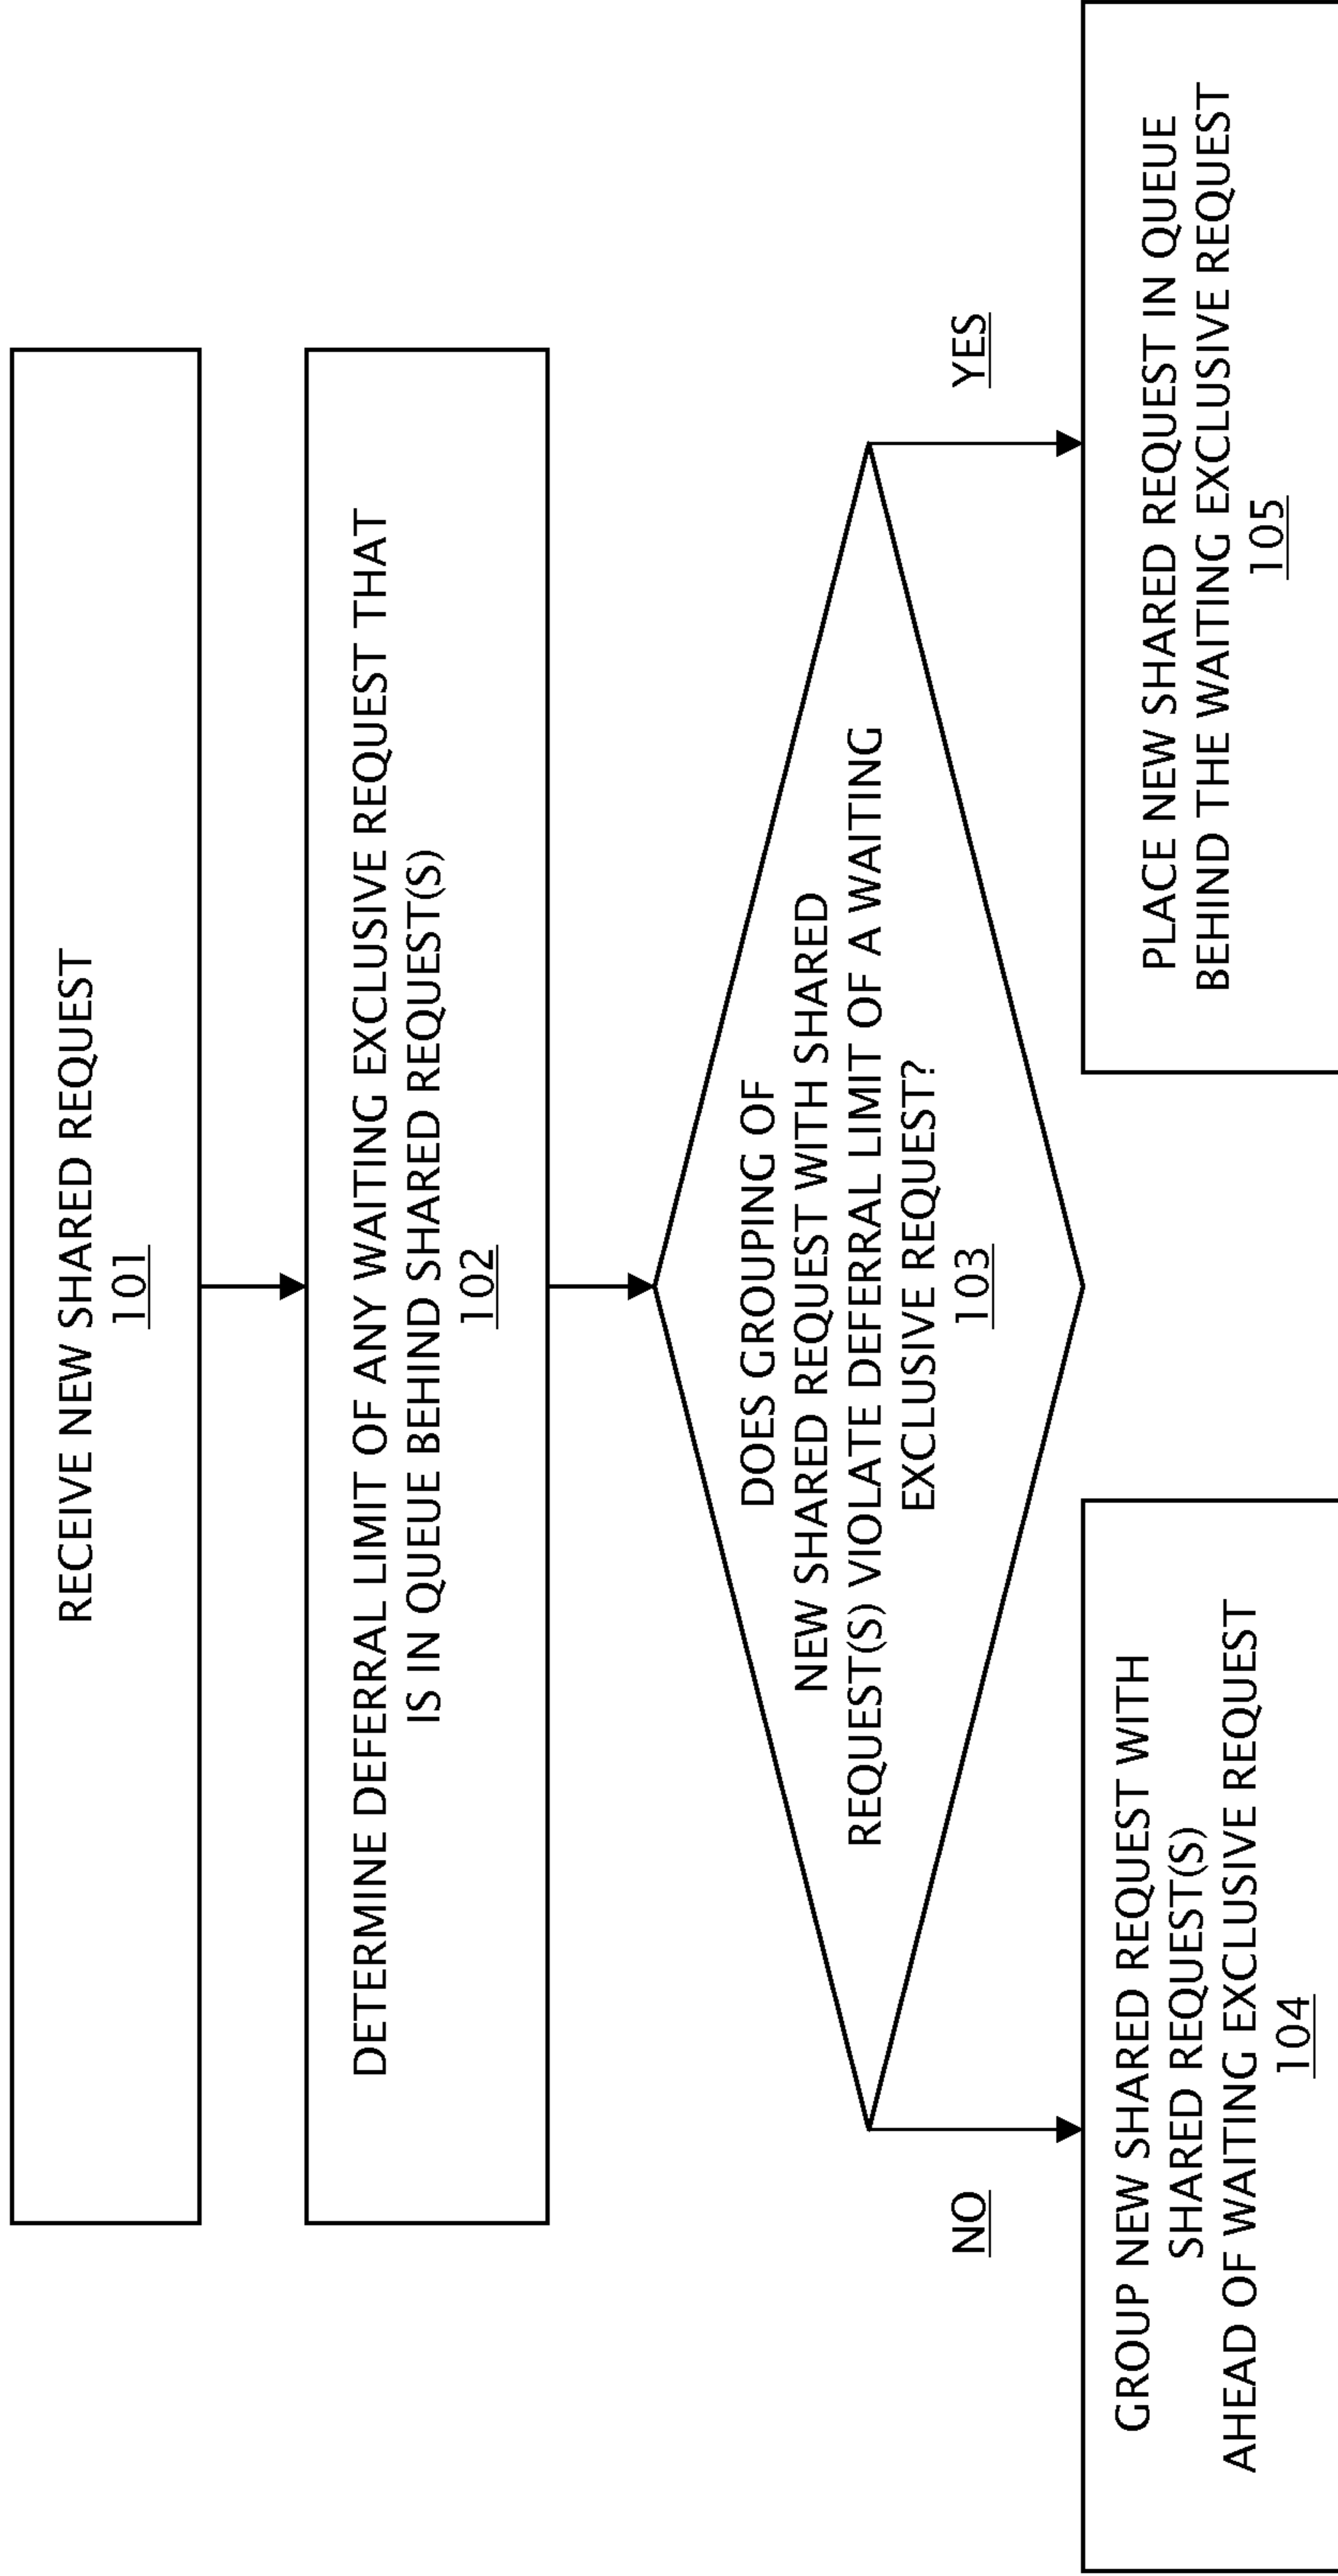 RECEIVE NEW SHARED REQUEST
101
DETERMINE DEFERRAL LIMIT OF ANY WAITING EXCLUSIVE REQUEST THAT
IS IN QUEUE BEHIND SHARED REQUEST(S)
102
DOES GROUPING OF
NEW SHARED REQUEST WITH SHARED
REQUEST(S) VIOLATE DEFERRAL LIMIT OF A WAITING
EXCLUSIVE REQUEST?
103
NO
YES
GROUP NEW SHARED REQUEST WITH
SHARED REQUEST(S)
AHEAD OF WAITING EXCLUSIVE REQUEST
104
PLACE NEW SHARED REQUEST IN QUEUE
BEHIND THE WAITING EXCLUSIVE REQUEST
105